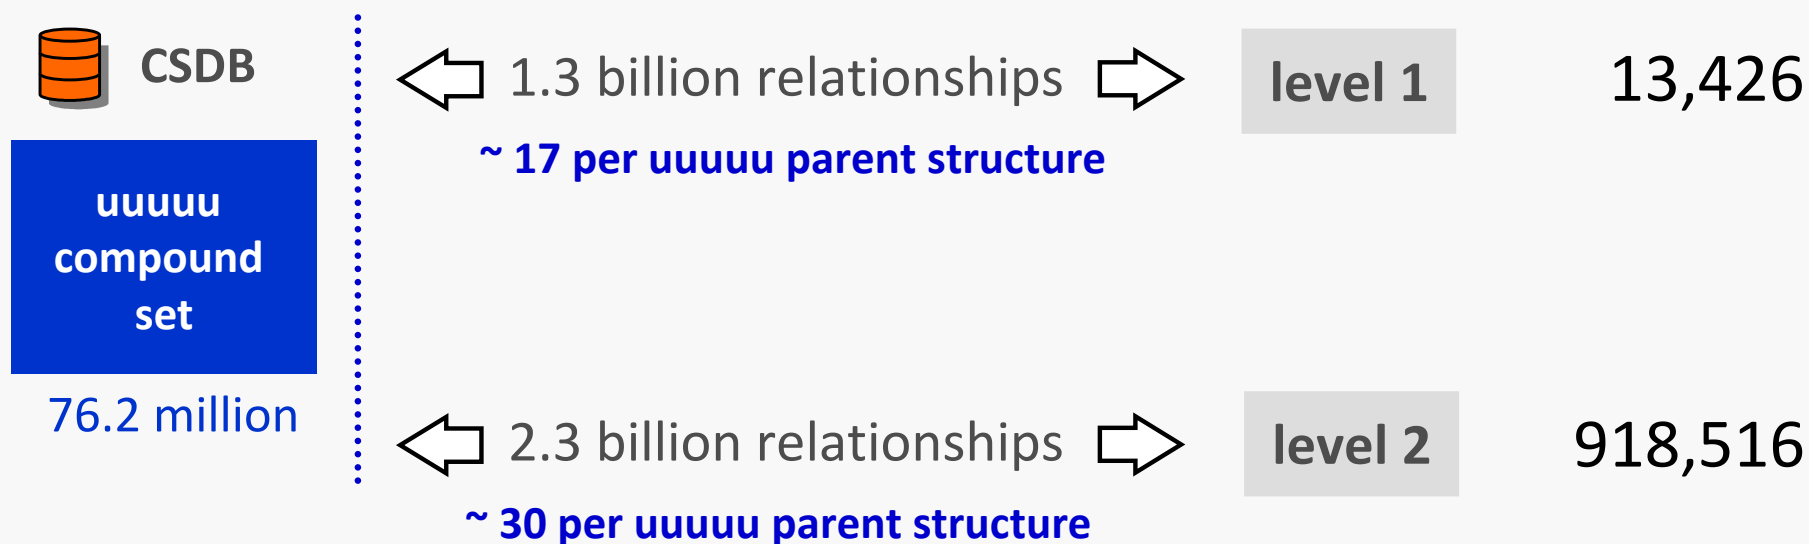 CSDB
uuuuu
compound
set
76.2 million
1.3 billion relationships
~ 17 per uuuuu parent structure
level 1
13,426
2.3 billion relationships
~ 30 per uuuuu parent structure
level 2
918,516